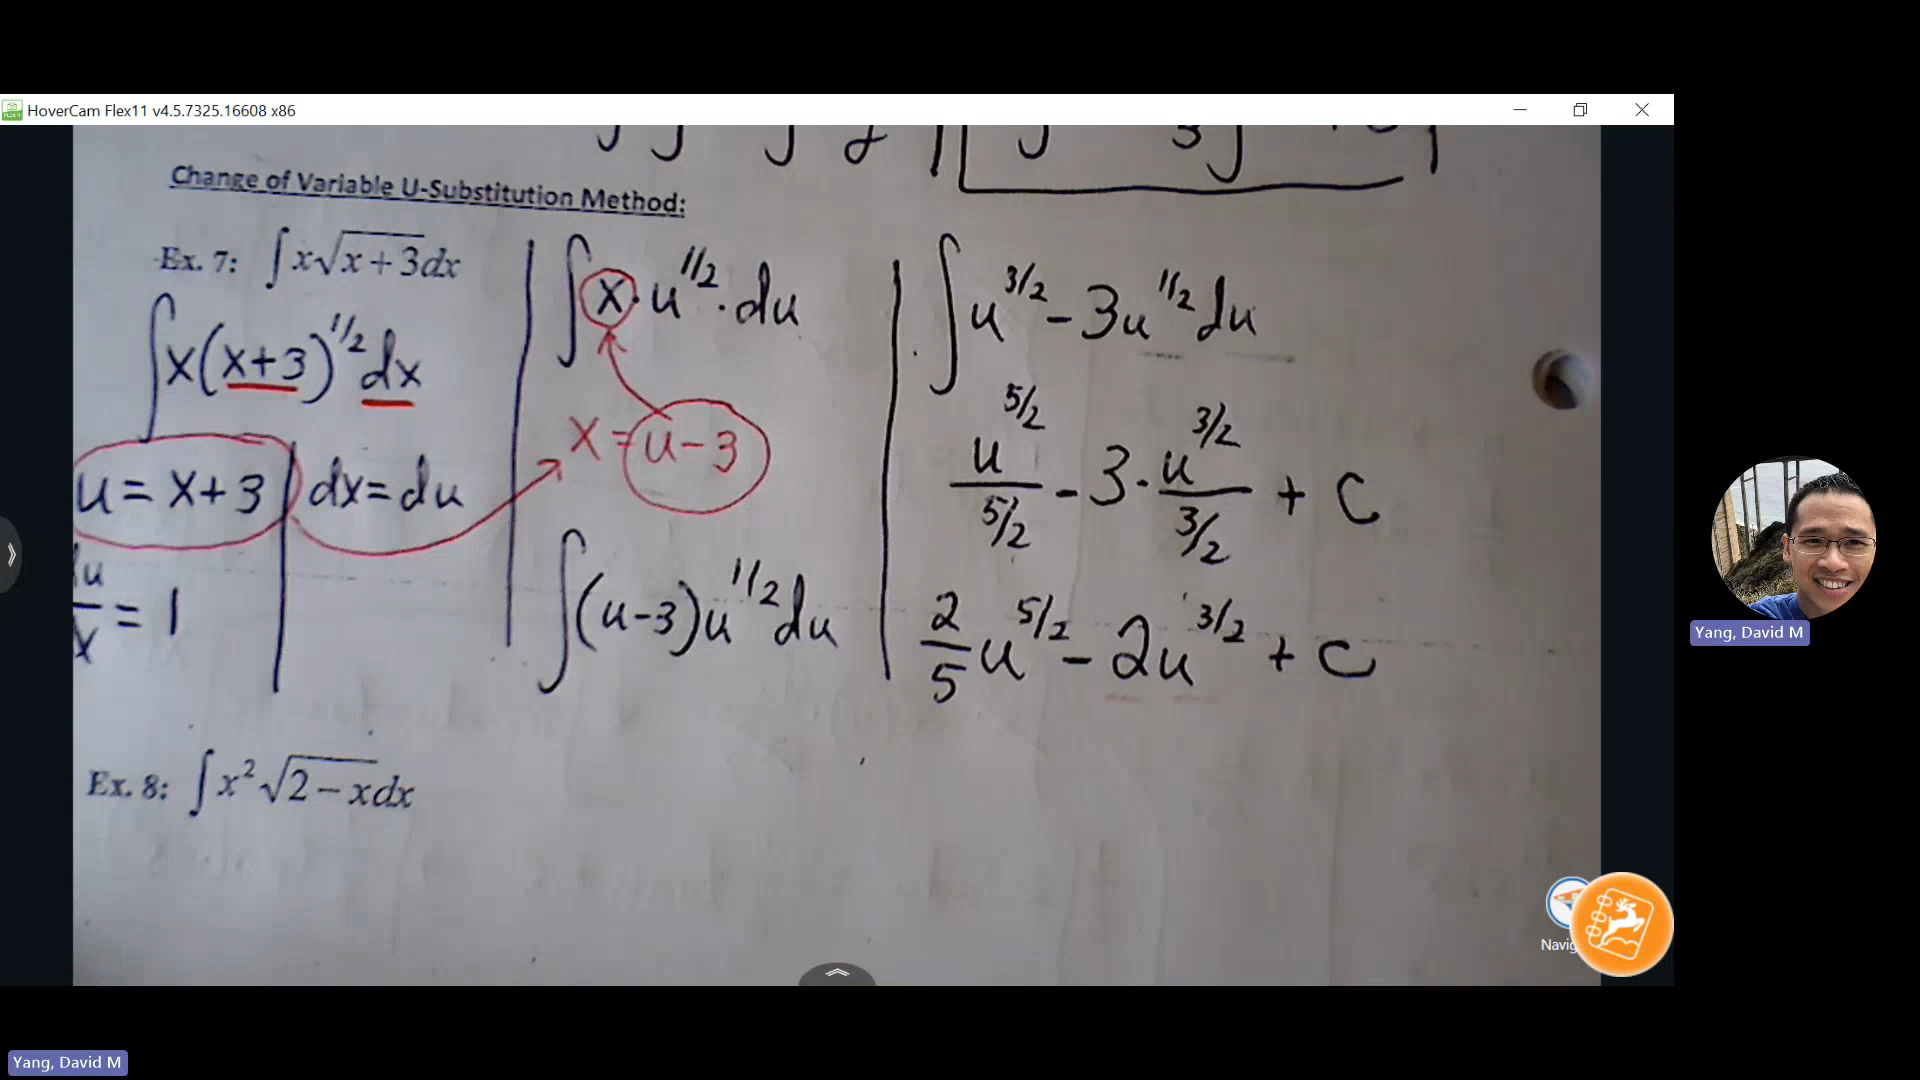 HoverCam Flex11 v4.5.7325.16608 x86
Change of Variable U-Substitution Method:
Ex. 7: ∫x√(x+3)dx
∫x(x+3)^1/2 dx
u = x+3 | dx = du
du/dx = 1
∫x·u^1/2·du
x = u-3
∫(u-3)u^1/2 du
∫u^3/2 - 3u^1/2 du
u^5/2 / 5/2 - 3·u^3/2 / 3/2 + C
2/5 u^5/2 - 2u^3/2 + C
Ex. 8: ∫x²√(2-x)dx
Yang, David M
Yang, David M